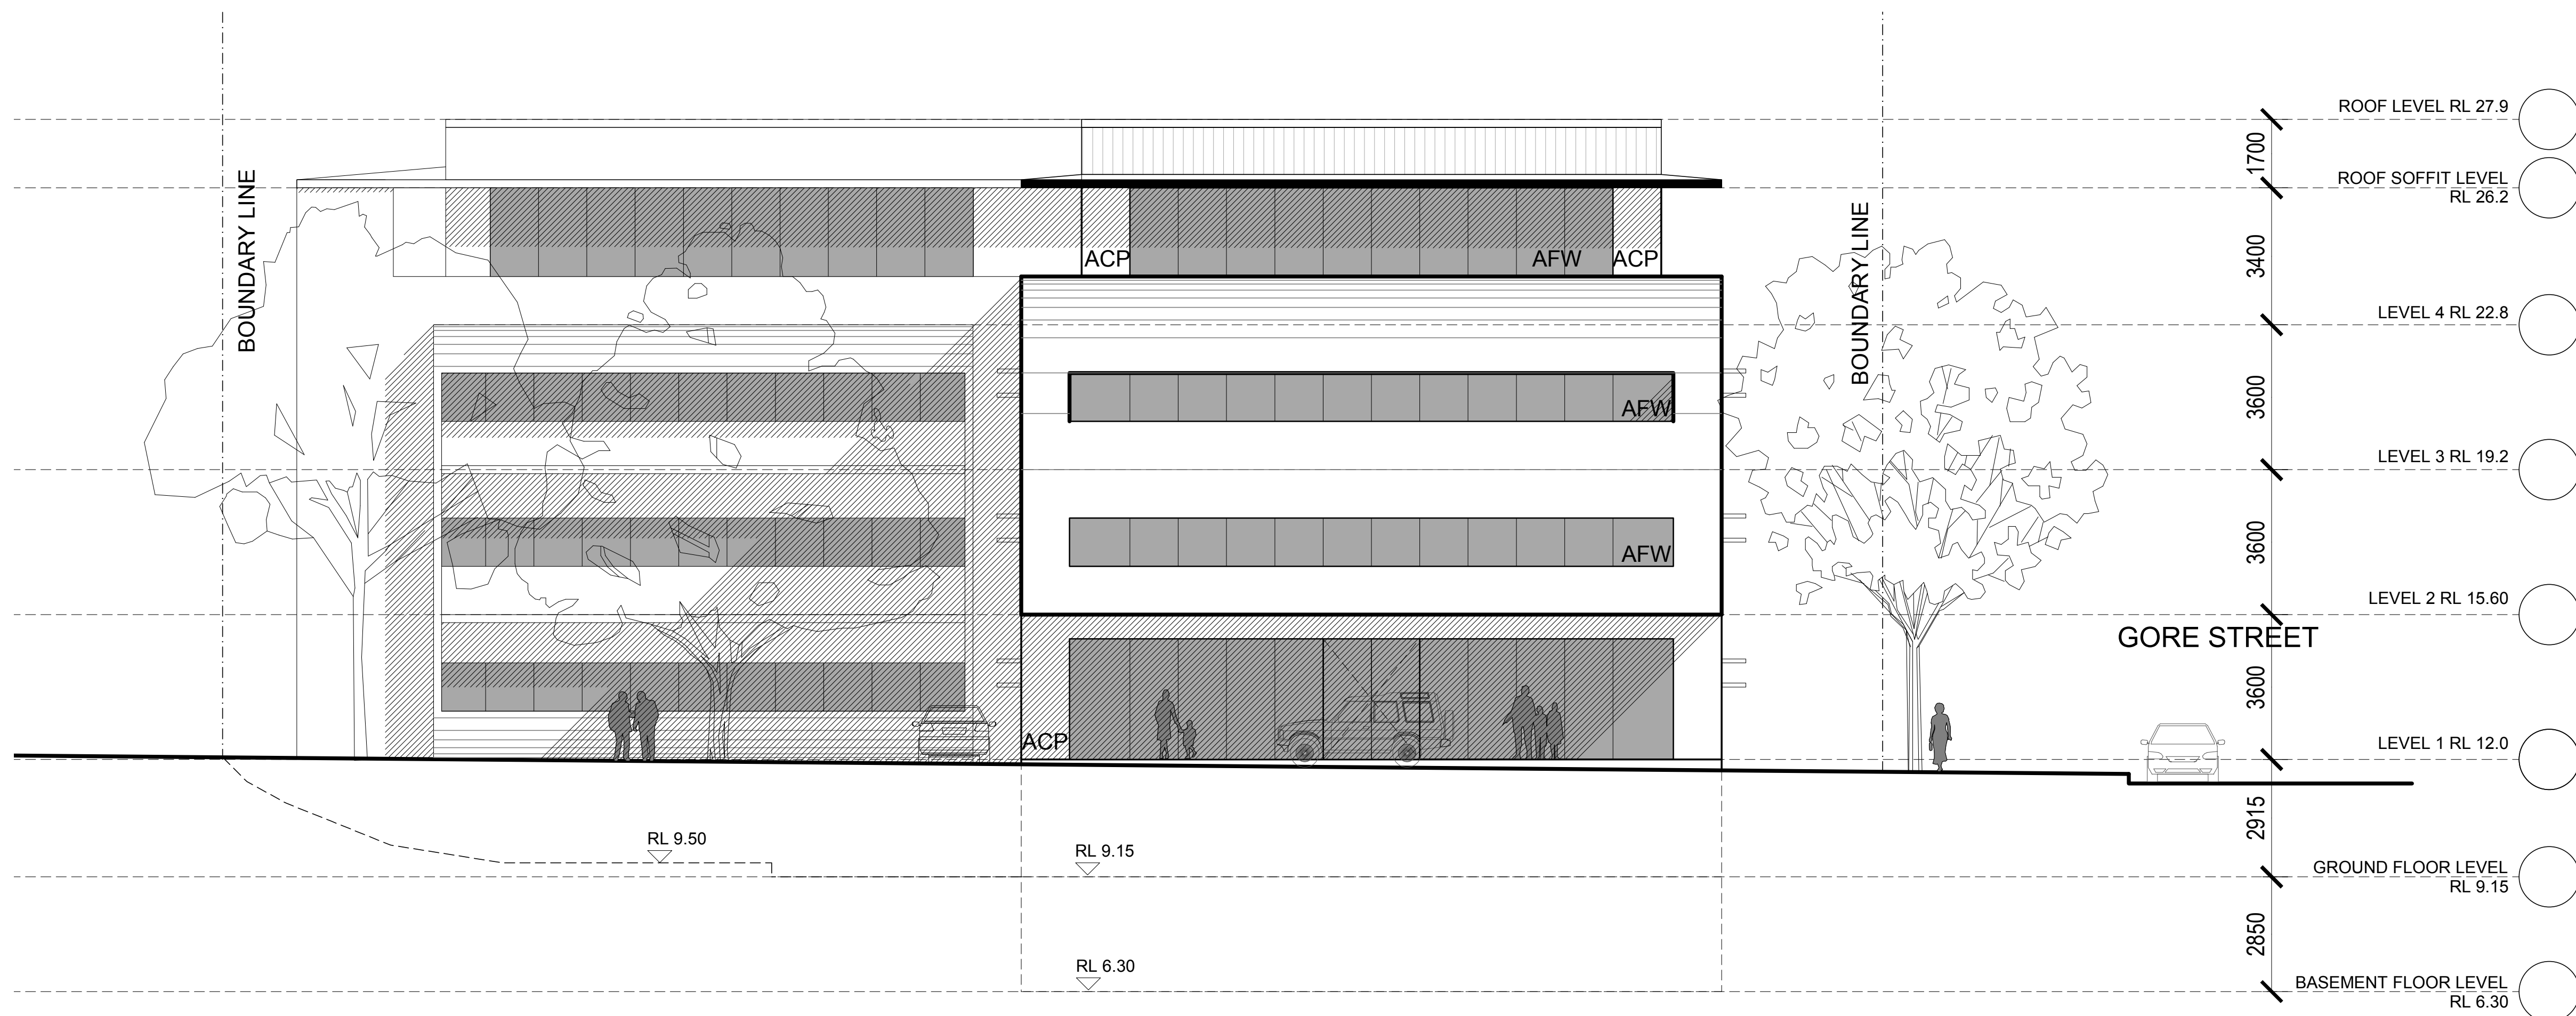 ROOF LEVEL RL 27.9
1700
ROOF SOFFIT LEVEL
RL 26.2
BOUNDARY LINE
BOUNDARY LINE
3400
ACP
AFW
ACP
LEVEL 4 RL 22.8
3600
AFW
LEVEL 3 RL 19.2
3600
AFW
LEVEL 2 RL 15.60
GORE STREET
3600
ACP
LEVEL 1 RL 12.0
2915
RL 9.50
RL 9.15
GROUND FLOOR LEVEL
RL 9.15
2850
RL 6.30
BASEMENT FLOOR LEVEL
RL 6.30